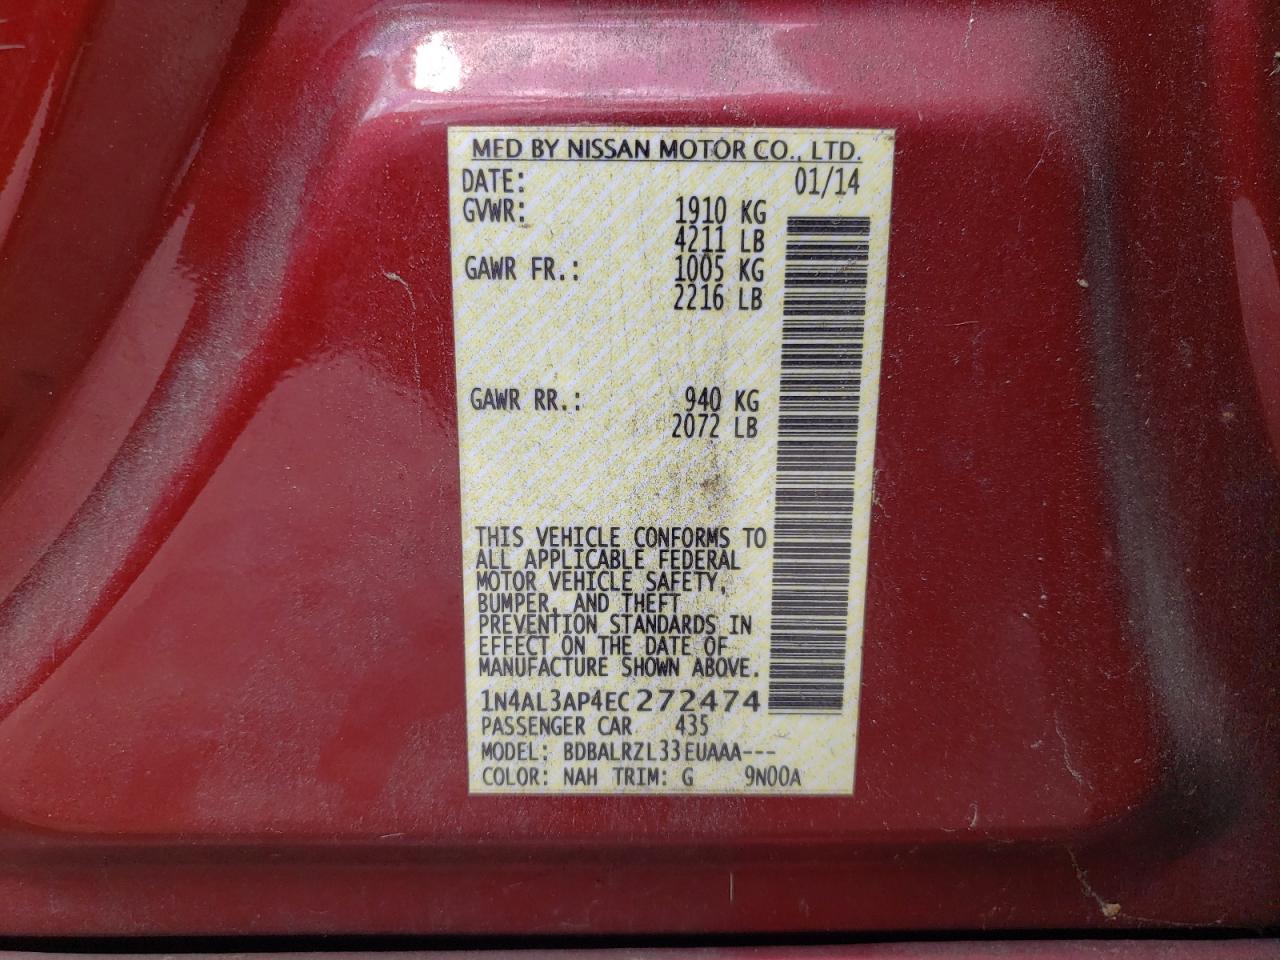 MFD BY NISSAN MOTOR CO., LTD.
DATE: 01/14
GVWR: 1910 KG
4211 LB
GAWR FR.: 1005 KG
2216 LB
GAWR RR.: 940 KG
2072 LB
THIS VEHICLE CONFORMS TO
ALL APPLICABLE FEDERAL
MOTOR VEHICLE SAFETY,
BUMPER, AND THEFT
PREVENTION STANDARDS IN
EFFECT ON THE DATE OF
MANUFACTURE SHOWN ABOVE.
1N4AL3AP4EC272474
PASSENGER CAR 435
MODEL: BDBALRZL33EUAAA---
COLOR: NAH TRIM: G 9N00A